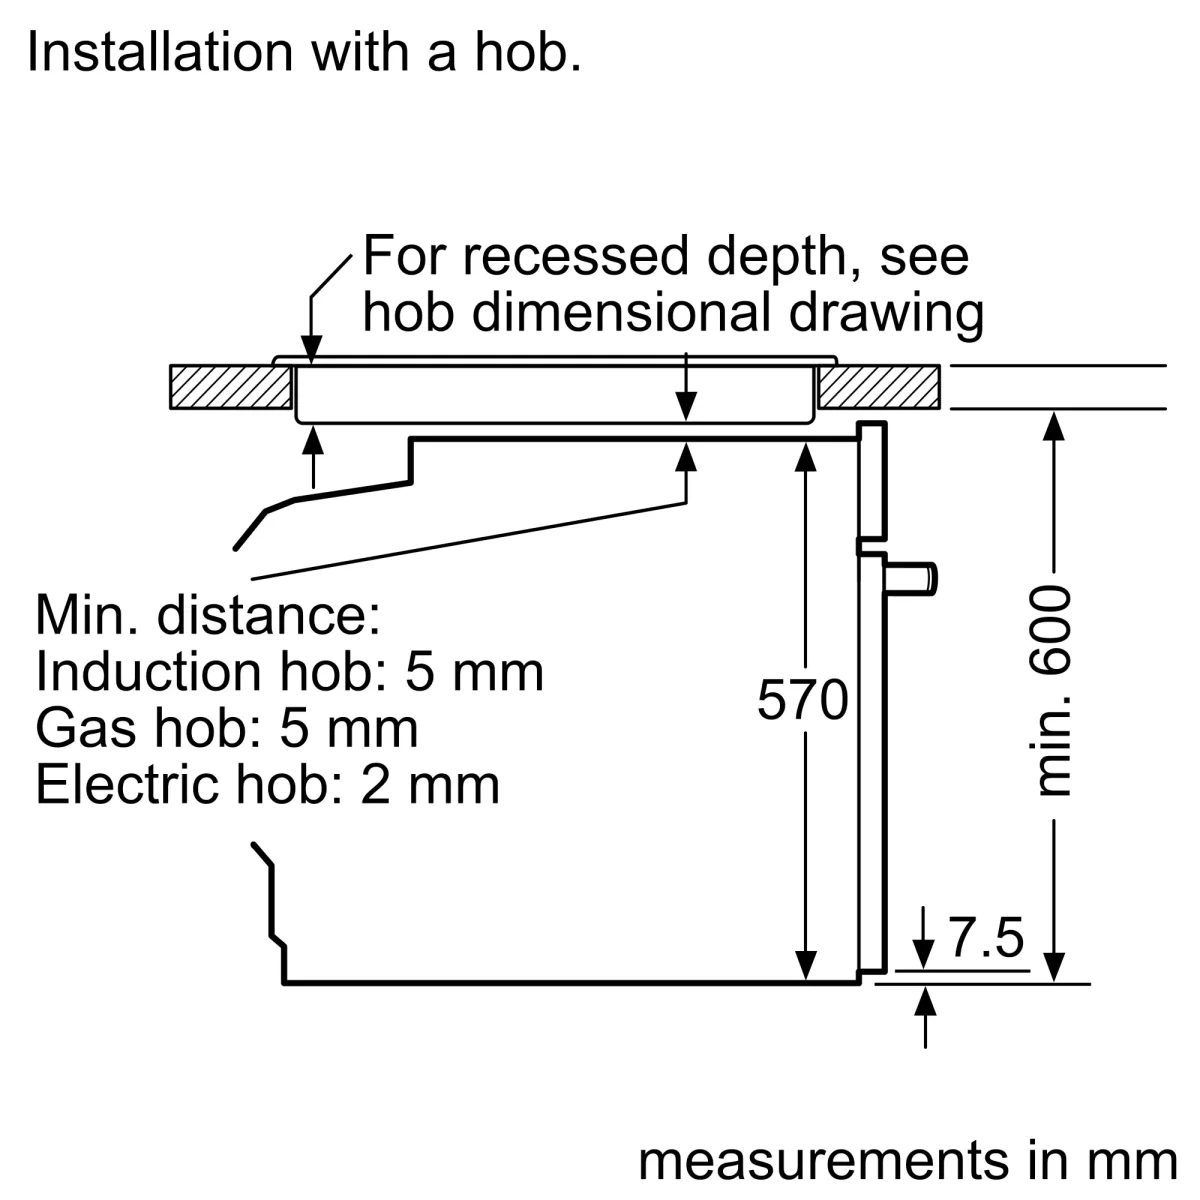 Installation with a hob.
For recessed depth, see
hob dimensional drawing
Min. distance:
Induction hob: 5 mm
Gas hob: 5 mm
Electric hob: 2 mm
570
min. 600
7.5
measurements in mm